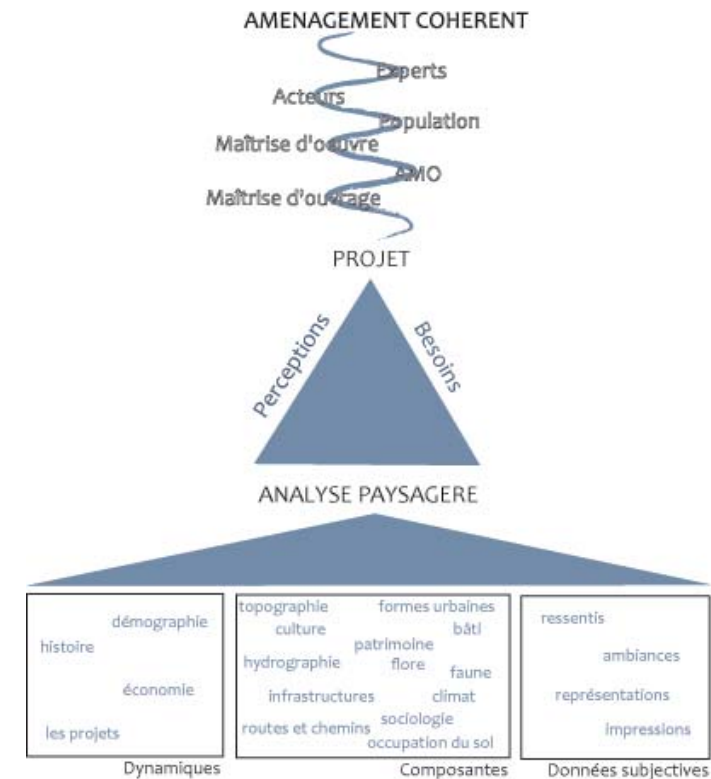 AMENAGEMENT COHERENT
Experts
Acteurs
Population
Maîtrise d'oeuvre
AMO
Maîtrise d'ouvrage
PROJET
Perceptions
Besoins
ANALYSE PAYSAGERE
démographie
histoire
économie
les projets
Dynamiques
topographie formes urbaines
culture bâti
patrimoine
hydrographie flore
faune
infrastructures climat
routes et chemins sociologie
occupation du sol
Composantes
ressentis
ambiances
représentations
impressions
Données subjectives